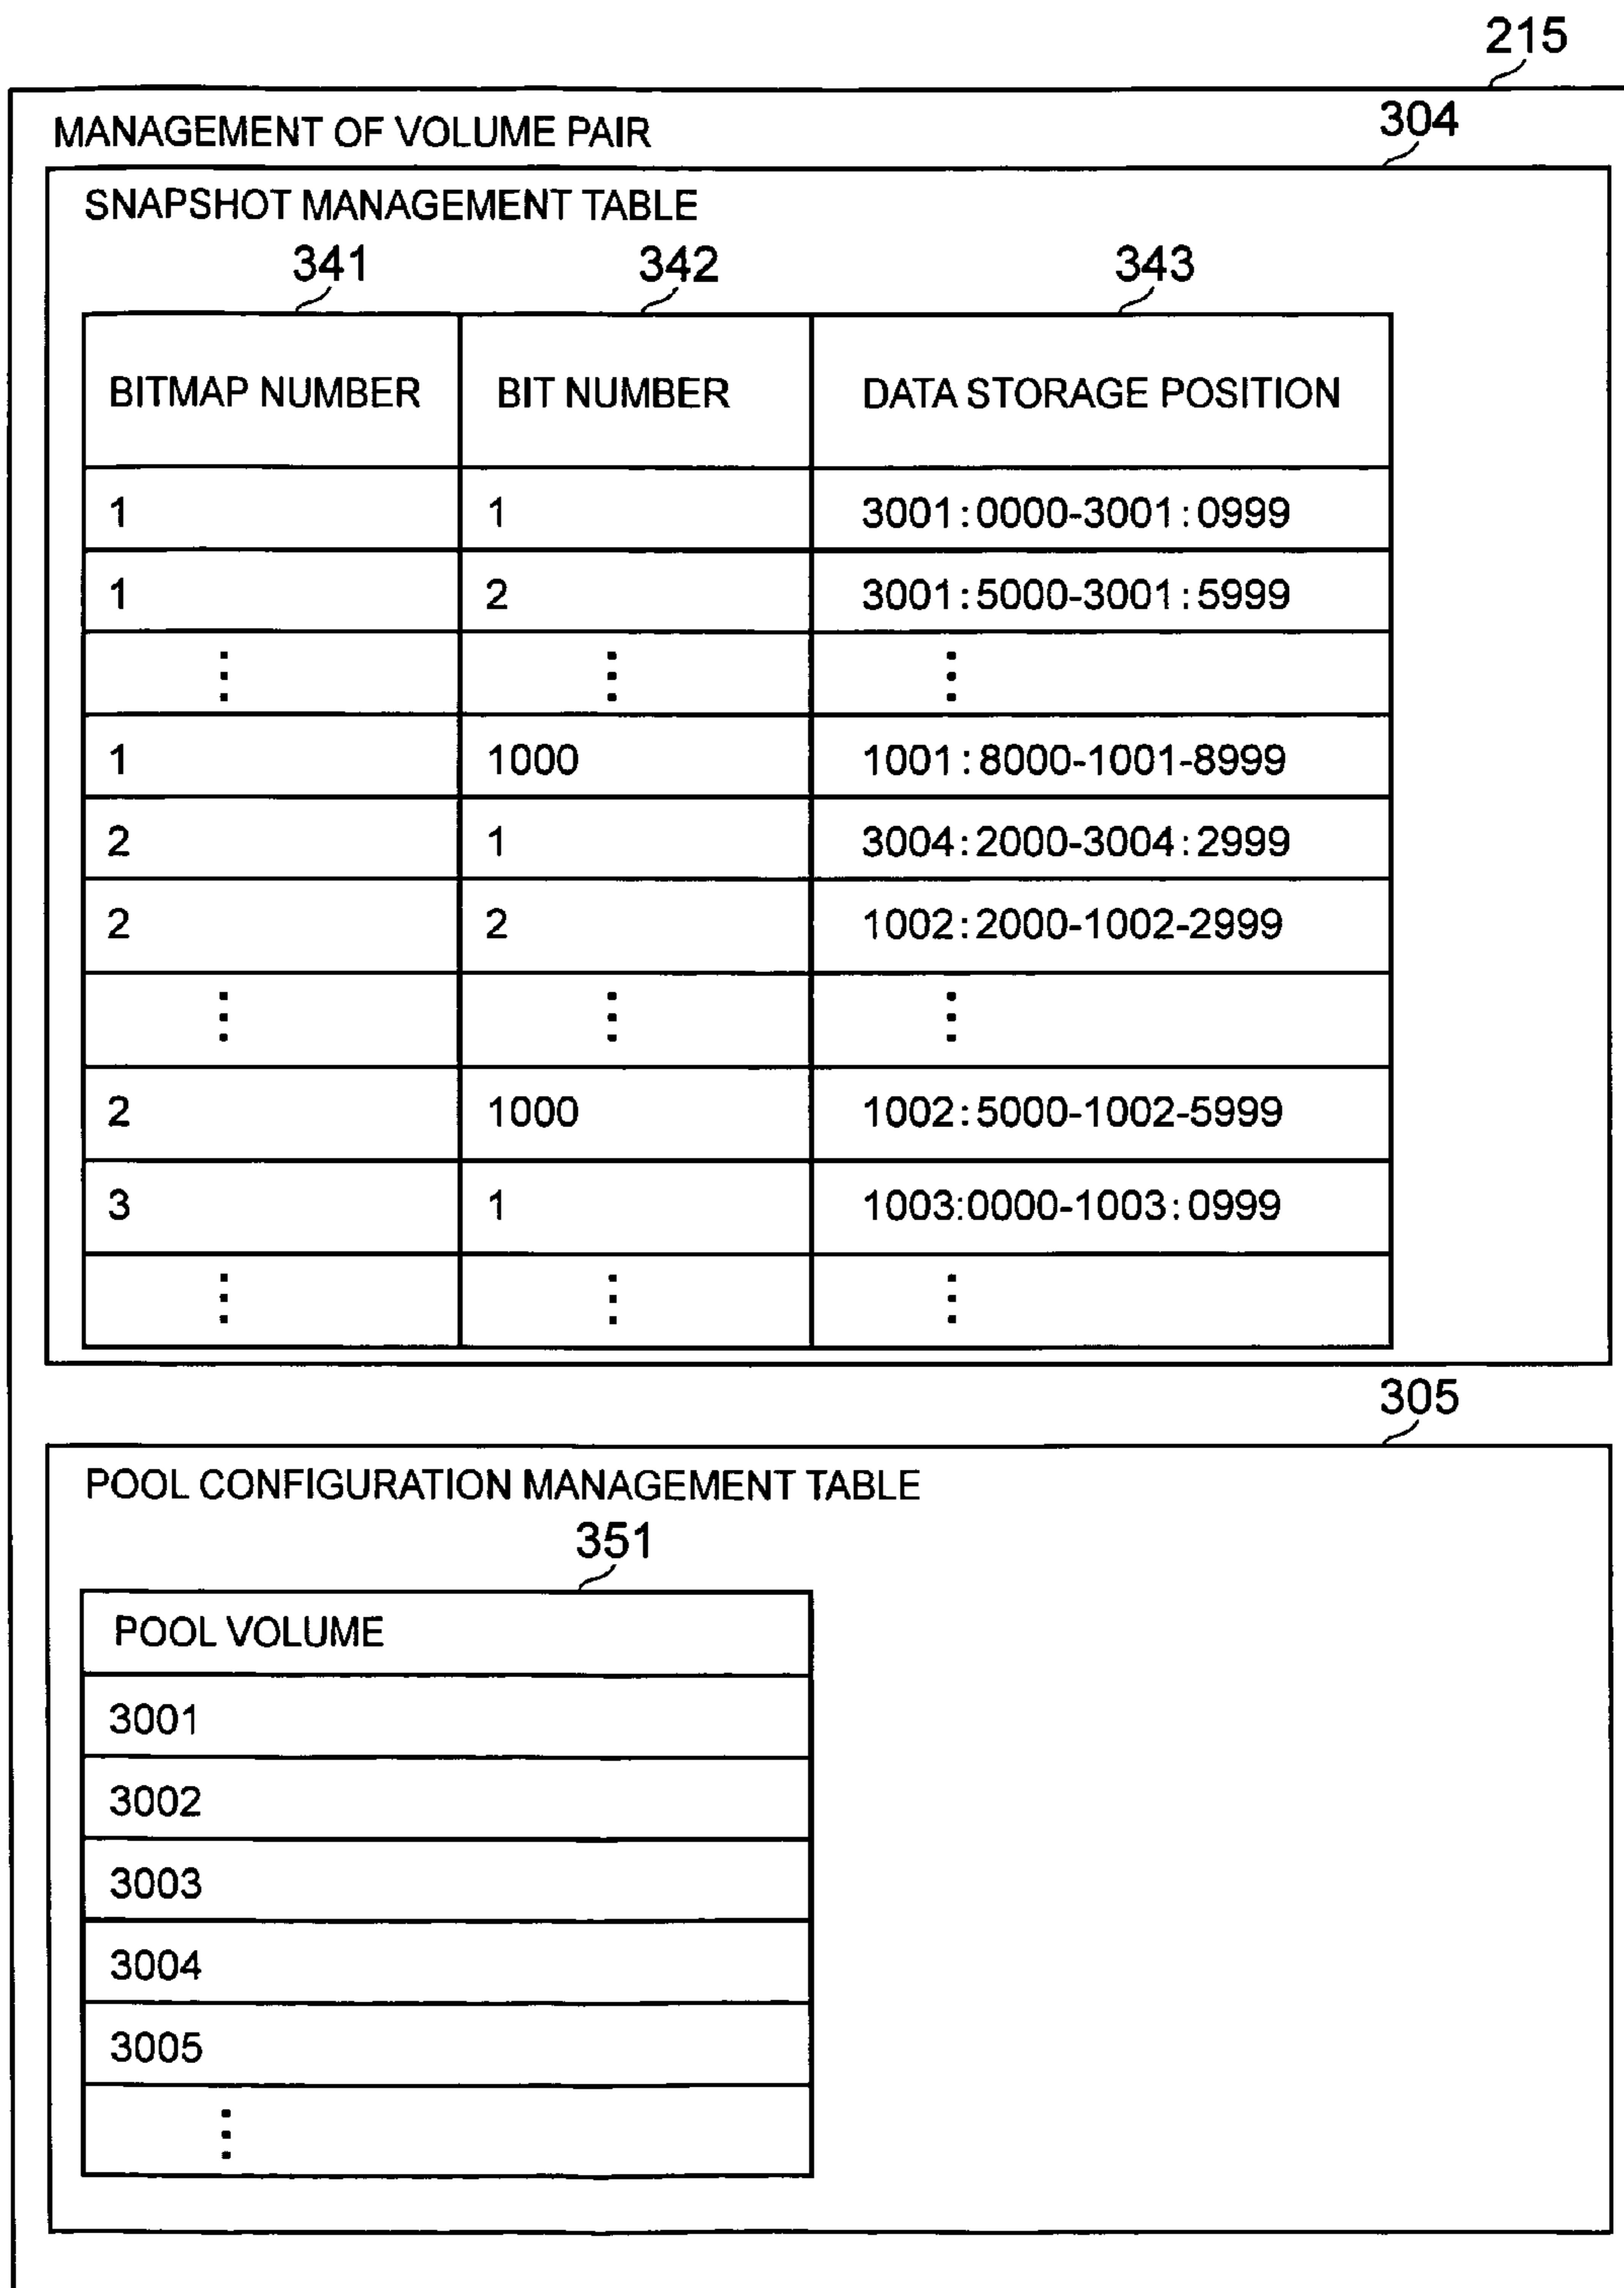 215
MANAGEMENT OF VOLUME PAIR
304
SNAPSHOT MANAGEMENT TABLE
341 342 343
BITMAP NUMBER BIT NUMBER DATA STORAGE POSITION
1 1 3001:0000-3001:0999
1 2 3001:5000-3001:5999
⋮ ⋮ ⋮
1 1000 1001:8000-1001-8999
2 1 3004:2000-3004:2999
2 2 1002:2000-1002-2999
⋮ ⋮ ⋮
2 1000 1002:5000-1002-5999
3 1 1003:0000-1003:0999
⋮ ⋮ ⋮
305
POOL CONFIGURATION MANAGEMENT TABLE
351
POOL VOLUME
3001
3002
3003
3004
3005
⋮